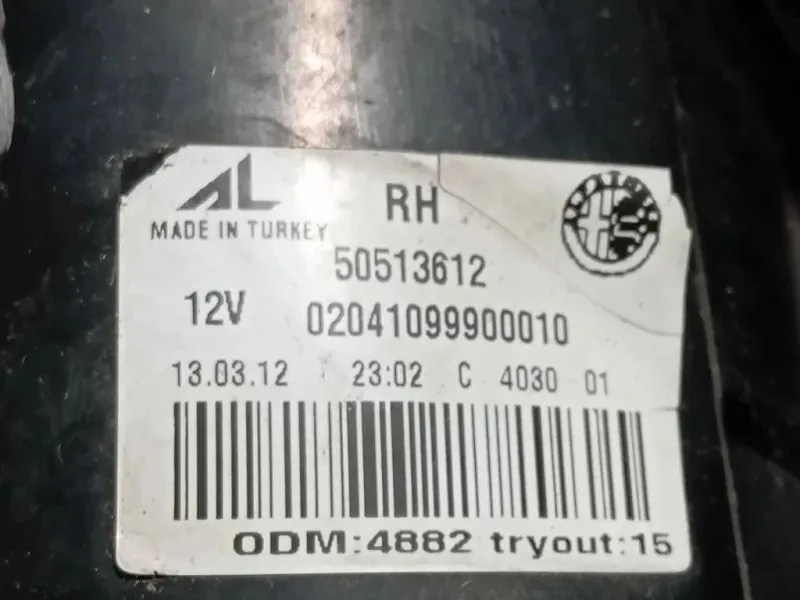 AL RH
MADE IN TURKEY
50513612
12V 02041099900010
13.03.12 23:02 C 4030 01
ODM:4882 tryout:15